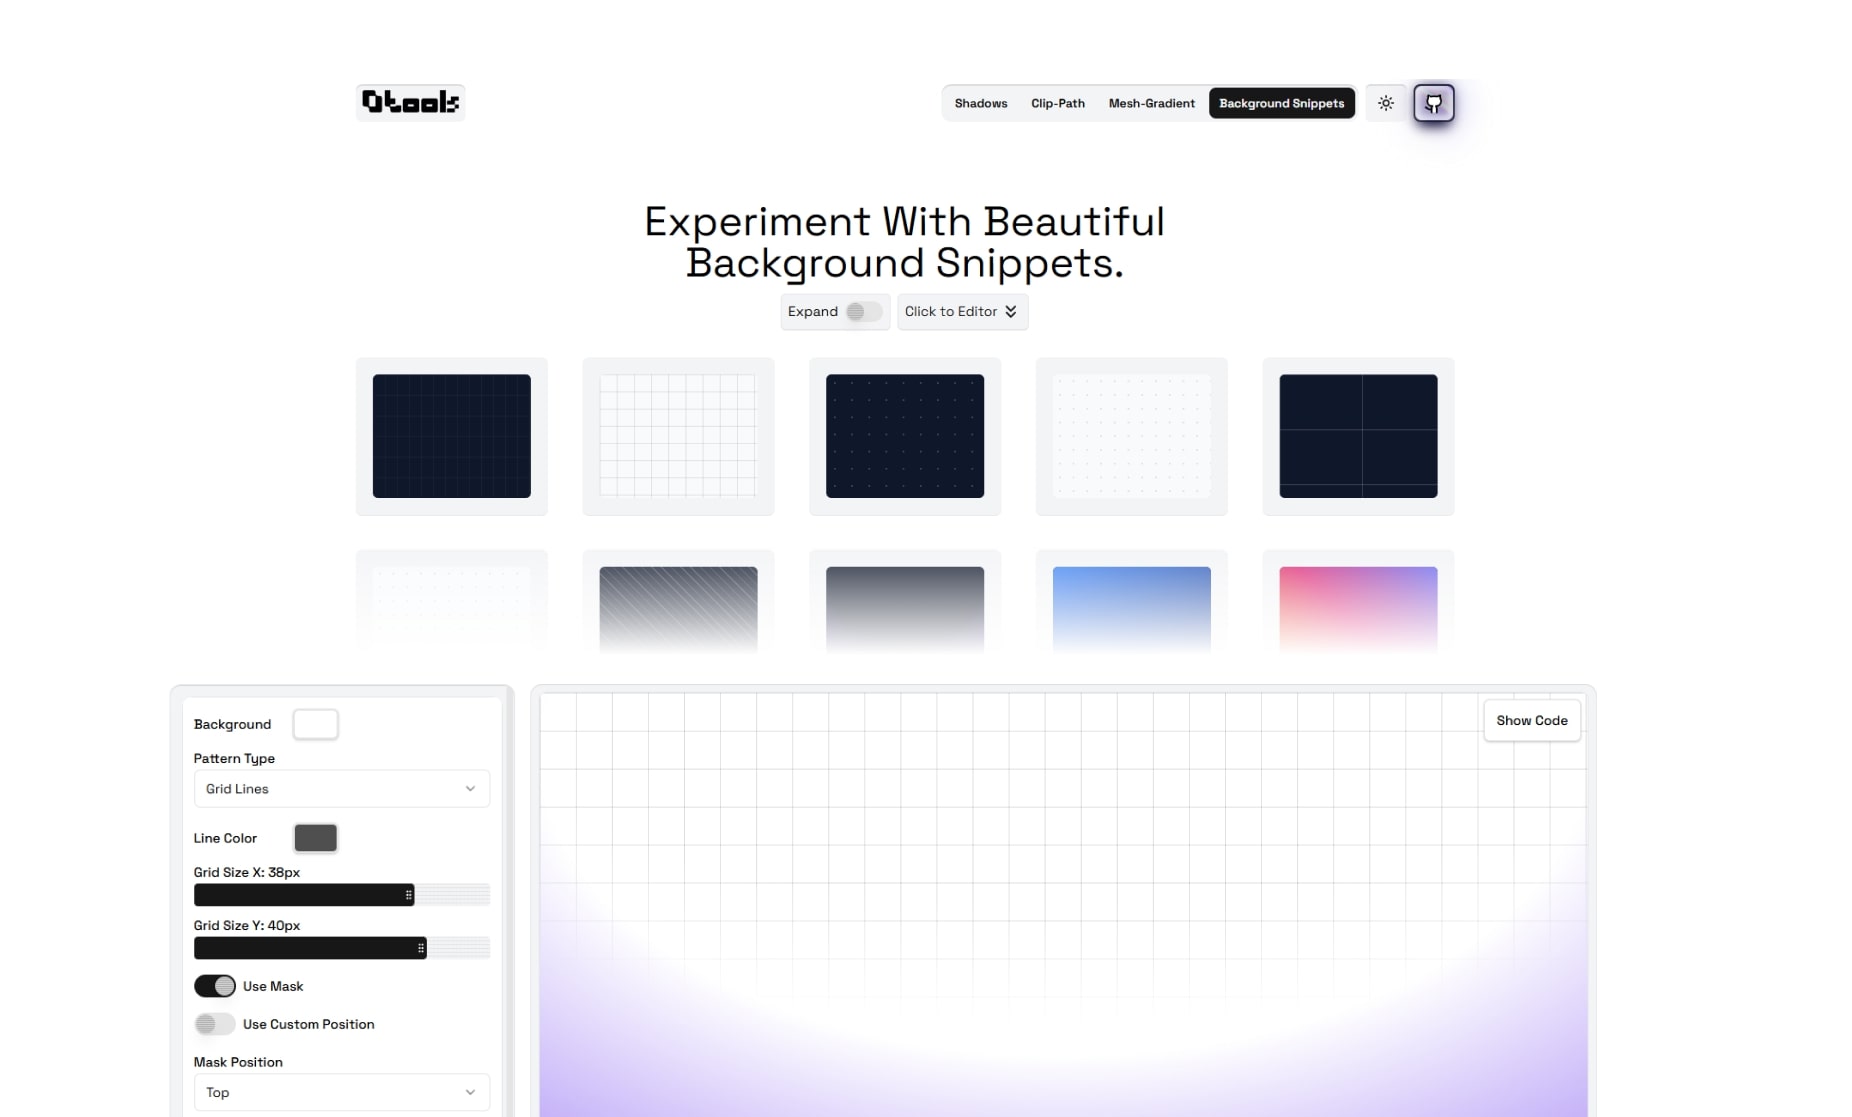 Qtools
Shadows
Clip-Path
Mesh-Gradient
Background Snippets
Experiment With Beautiful
Background Snippets.
Expand
Click to Editor
Background
Pattern Type
Grid Lines
Line Color
Grid Size X: 38px
Grid Size Y: 40px
Use Mask
Use Custom Position
Mask Position
Top
Show Code